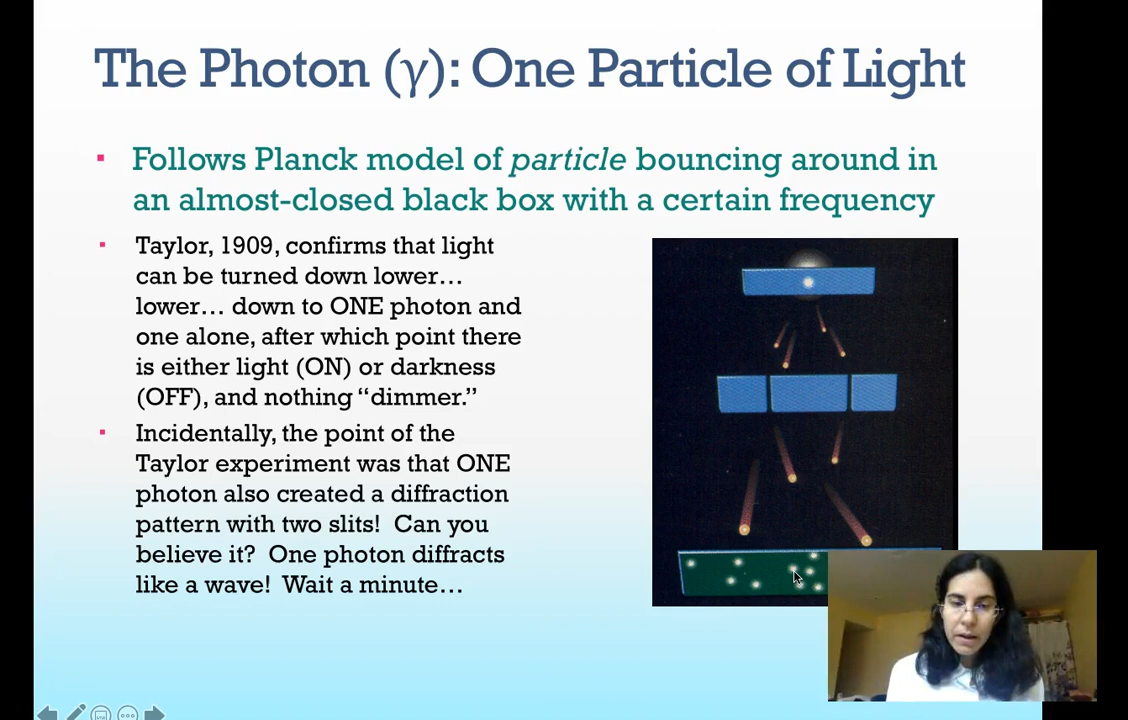 The Photon (γ): One Particle of Light
Follows Planck model of particle bouncing around in
an almost-closed black box with a certain frequency
Taylor, 1909, confirms that light
can be turned down lower…
lower… down to ONE photon and
one alone, after which point there
is either light (ON) or darkness
(OFF), and nothing “dimmer.”
Incidentally, the point of the
Taylor experiment was that ONE
photon also created a diffraction
pattern with two slits!  Can you
believe it?  One photon diffracts
like a wave!  Wait a minute…